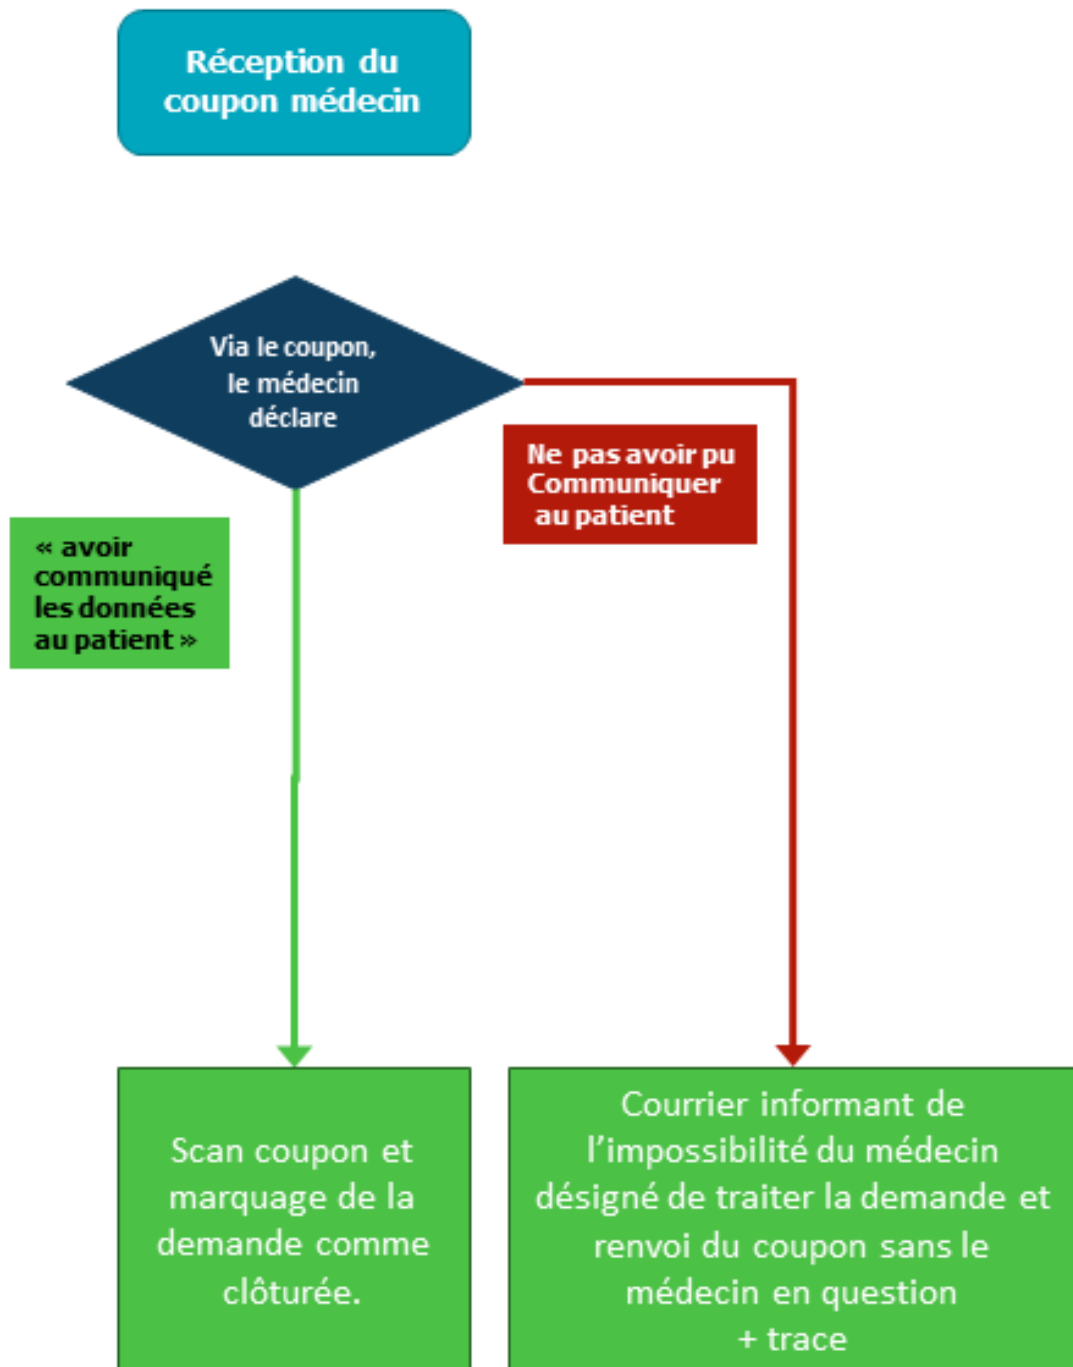 Réception du
coupon médecin
Via le coupon,
le médecin
déclare
Ne pas avoir pu
Communiquer
au patient
« avoir
communiqué
les données
au patient »
Scan coupon et
marquage de la
demande comme
clôturée.
Courrier informant de
l’impossibilité du médecin
désigné de traiter la demande et
renvoi du coupon sans le
médecin en question
+ trace